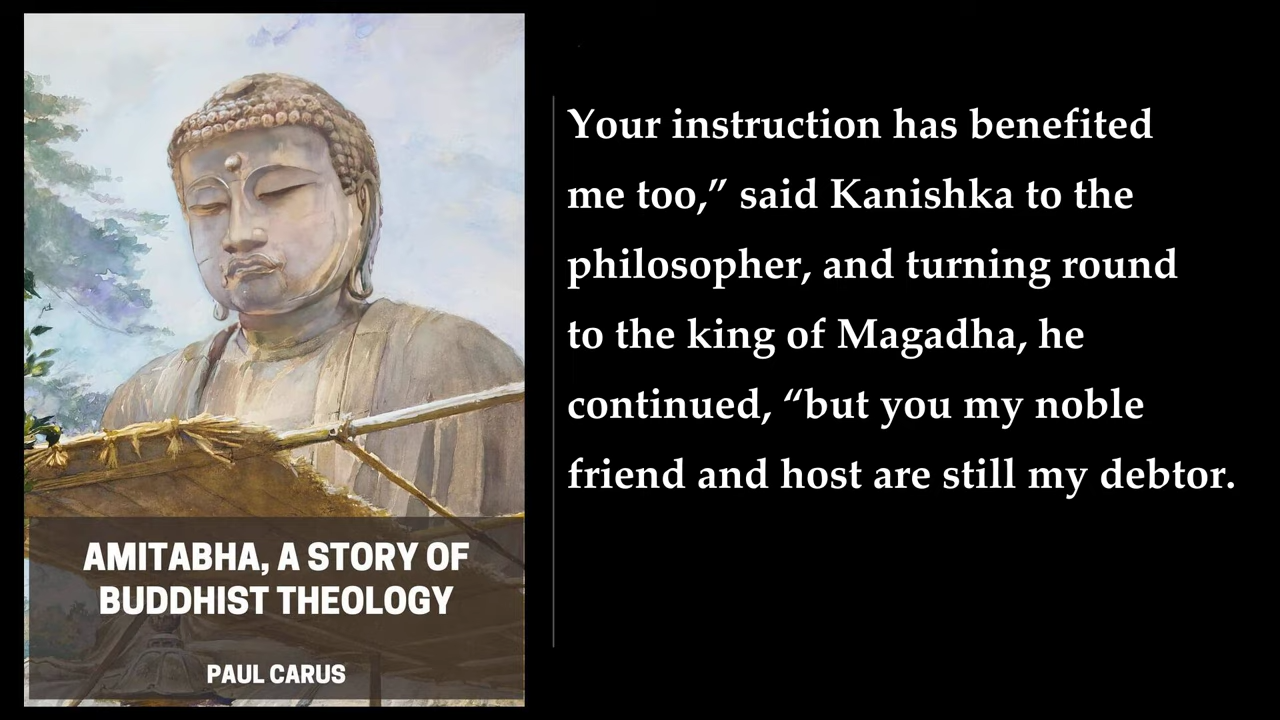 AMITABHA, A STORY OF
BUDDHIST THEOLOGY
PAUL CARUS
Your instruction has benefited
me too,” said Kanishka to the
philosopher, and turning round
to the king of Magadha, he
continued, “but you my noble
friend and host are still my debtor.